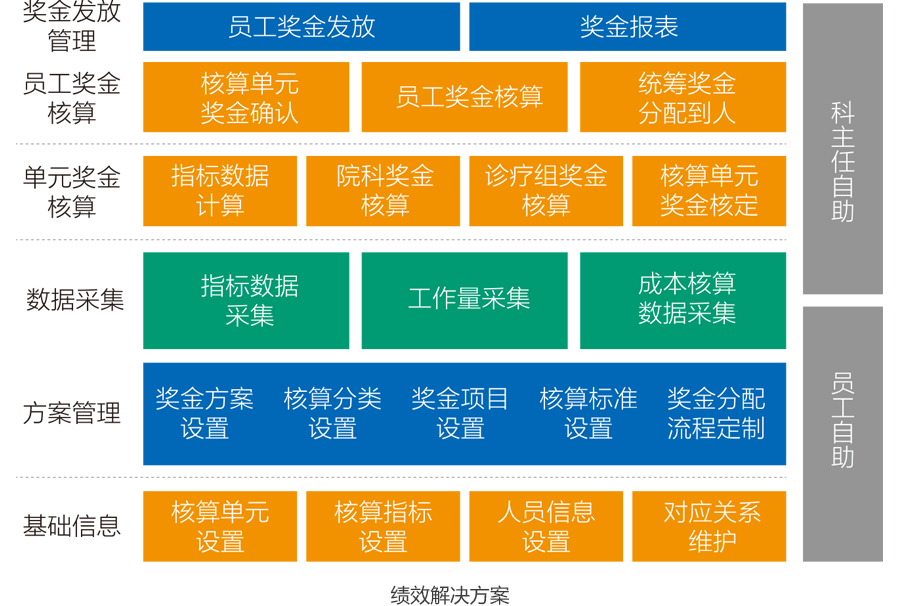 奖金发放
管理
员工奖金发放
奖金报表
员工奖金
核算
核算单元
奖金确认
员工奖金核算
统筹奖金
分配到人
单元奖金
核算
指标数据
计算
院科奖金
核算
诊疗组奖金
核算
核算单元
奖金核定
科主任自助
数据采集
指标数据
采集
工作量采集
成本核算
数据采集
方案管理
奖金方案
设置
核算分类
设置
奖金项目
设置
核算标准
设置
奖金分配
流程定制
员工自助
基础信息
核算单元
设置
核算指标
设置
人员信息
设置
对应关系
维护
绩效解决方案